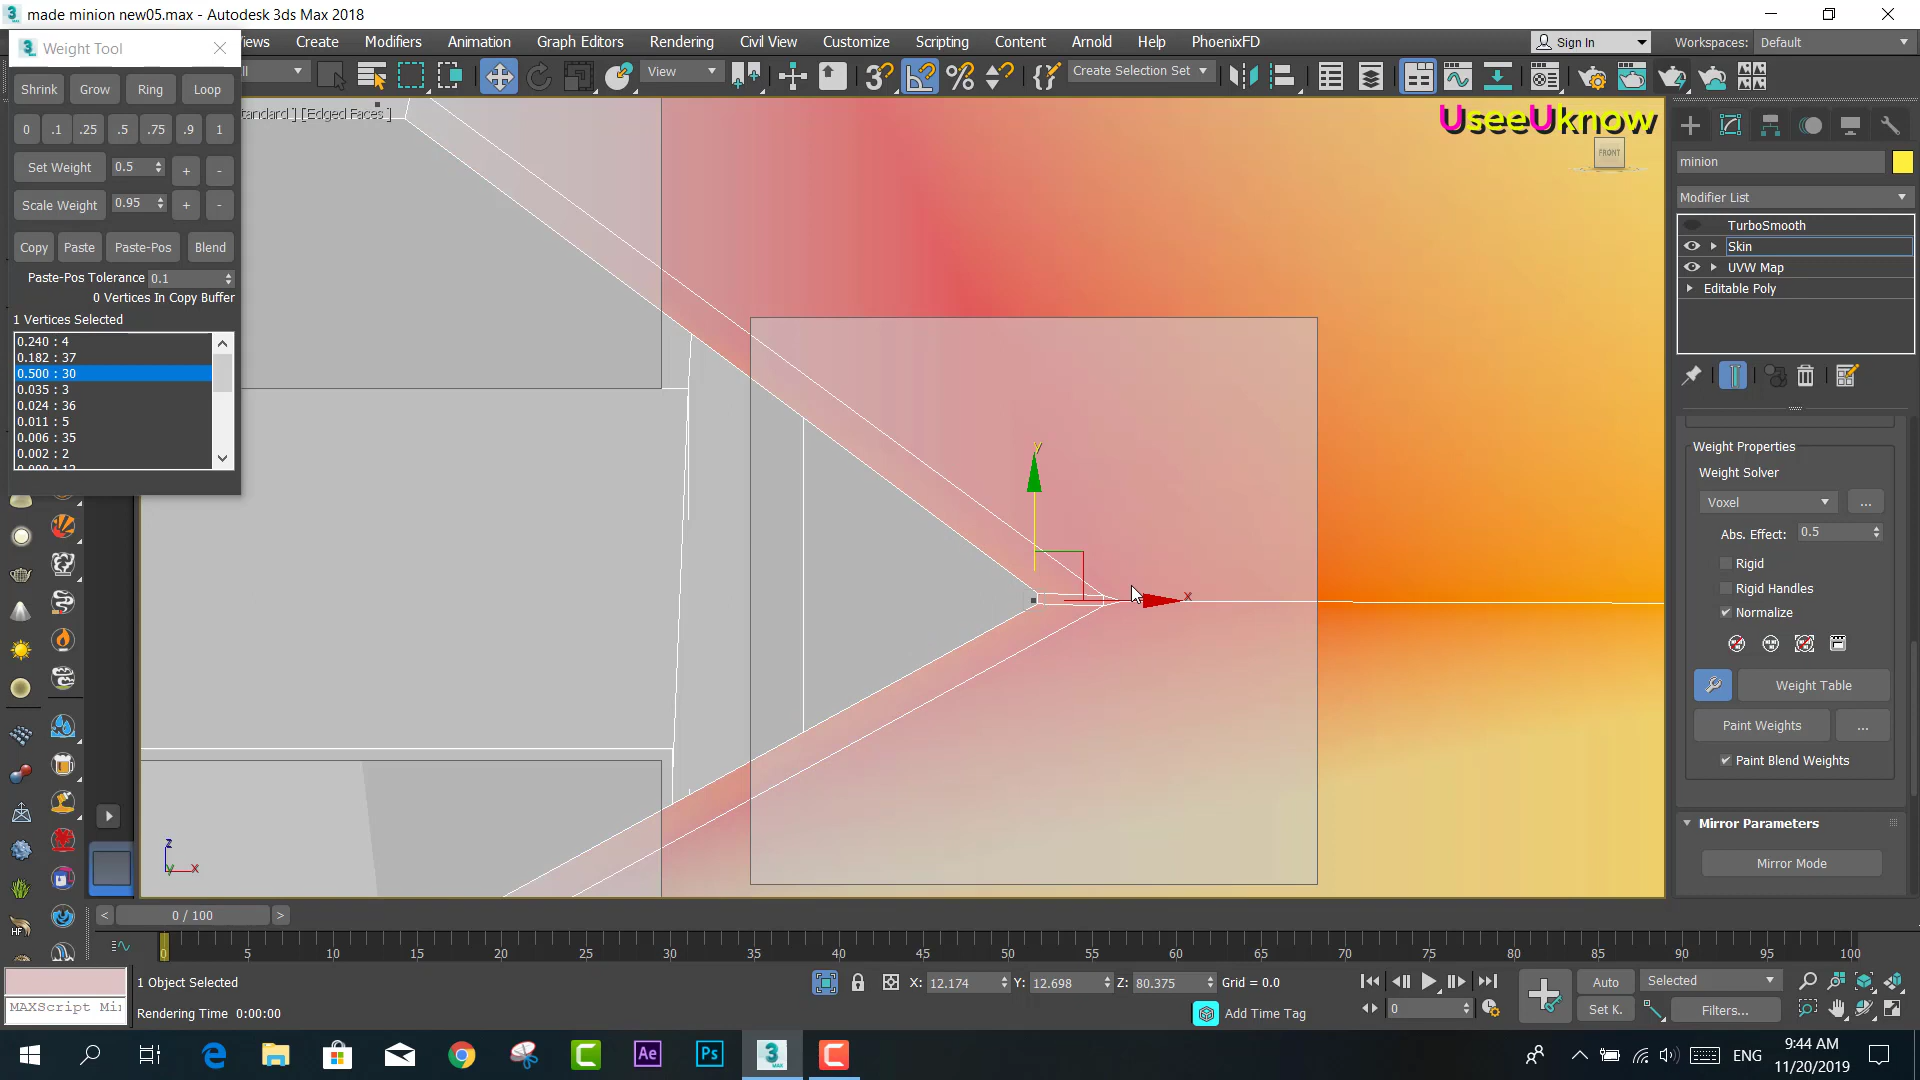 made minion new05.max - Autodesk 3ds Max 2018
Weight Tool
Views Create Modifiers Animation Graph Editors Rendering Civil View Customize Scripting Content Arnold Help PhoenixFD
Sign In
Workspaces: Default
Shrink Grow Ring Loop
View
Create Selection Set
0 .1 .25 .5 .75 .9 1
[Edged Faces ]
UseeUknow
FRONT
Set Weight 0.5 + -
Scale Weight 0.95 + -
Copy Paste Paste-Pos Blend
Paste-Pos Tolerance 0.1
0 Vertices In Copy Buffer
1 Vertices Selected
0.240 : 4
0.182 : 37
0.500 : 30
0.035 : 3
0.024 : 36
0.011 : 5
0.006 : 35
0.002 : 2
minion
Modifier List
TurboSmooth
Skin
UVW Map
Editable Poly
Weight Properties
Weight Solver
Voxel ...
Abs. Effect: 0.5
Rigid
Rigid Handles
Normalize
Weight Table
Paint Weights ...
Paint Blend Weights
Mirror Parameters
Mirror Mode
y
x
z
y x
HF
< 0 / 100 >
0 5 10 15 20 25 30 35 40 45 50 55 60 65 70 75 80 85 90 95 100
1 Object Selected
X: 12.174 Y: 12.698 Z: 80.375 Grid = 0.0
Auto Selected
MAXScript Mi
Rendering Time 0:00:00
Add Time Tag
0
Set K. Filters...
Ae Ps 3 MAX
ENG
9:44 AM
11/20/2019